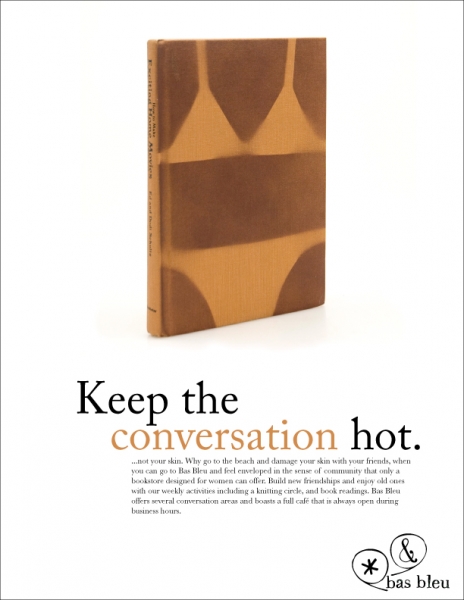 Keep the
conversation hot.
...not your skin. Why go to the beach and damage your skin with your friends, when
you can go to Bas Bleu and feel enveloped in the sense of community that only a
bookstore designed for women can offer. Build new friendships and enjoy old ones
with our weekly activities including a knitting circle, and book readings. Bas Bleu
offers several conversation areas and boasts a full café that is always open during
business hours.
* &
bas bleu